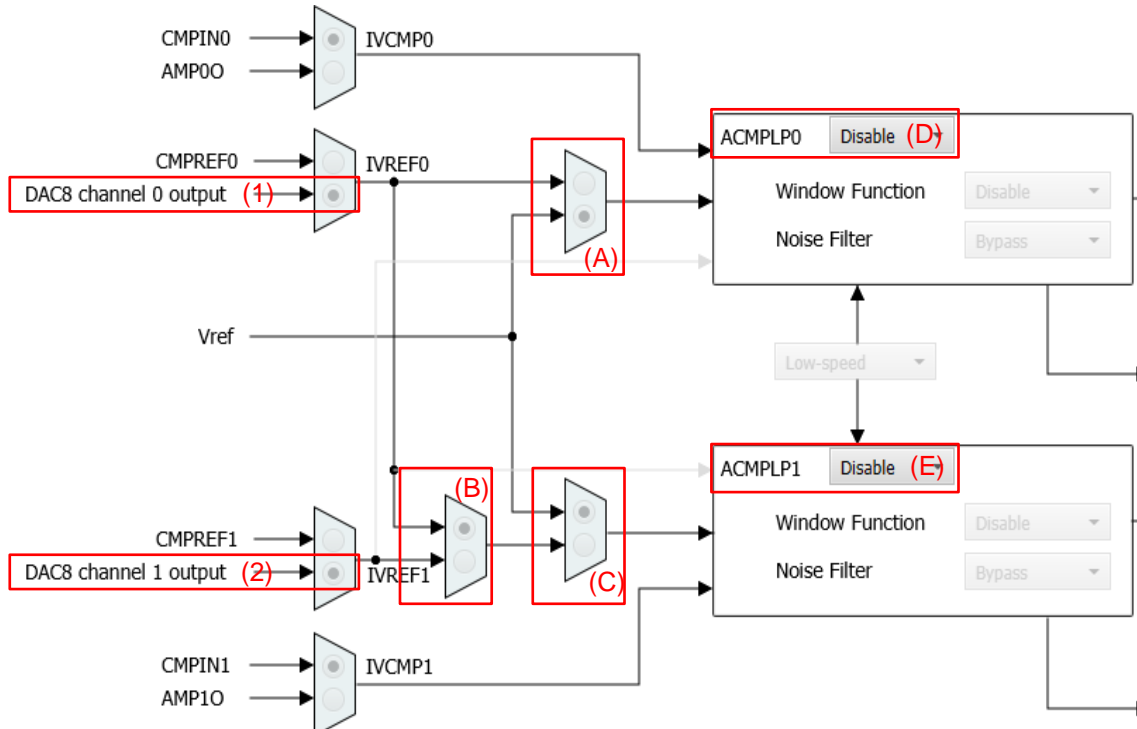 CMPIN0
IVCMP0
AMP0O
CMPREF0
IVREF0
DAC8 channel 0 output (1)
(A)
ACMPLP0 Disable (D)
Window Function Disable
Noise Filter Bypass
Vref
Low-speed
ACMPLP1 Disable (E)
(B)
Window Function Disable
Noise Filter Bypass
(C)
CMPREF1
DAC8 channel 1 output (2)
IVREF1
CMPIN1
IVCMP1
AMP1O